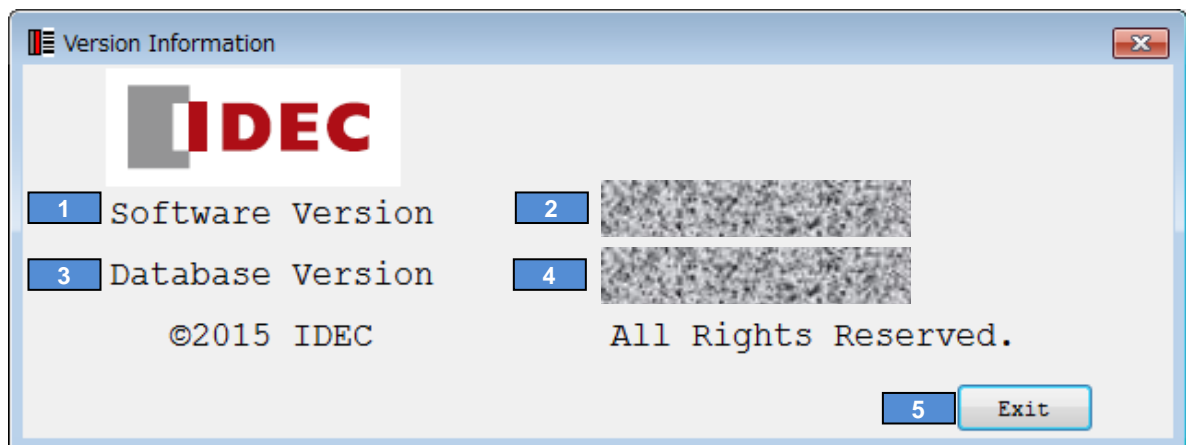 Version Information
IDEC
1 Software Version 2
3 Database Version 4
©2015 IDEC All Rights Reserved.
5 Exit